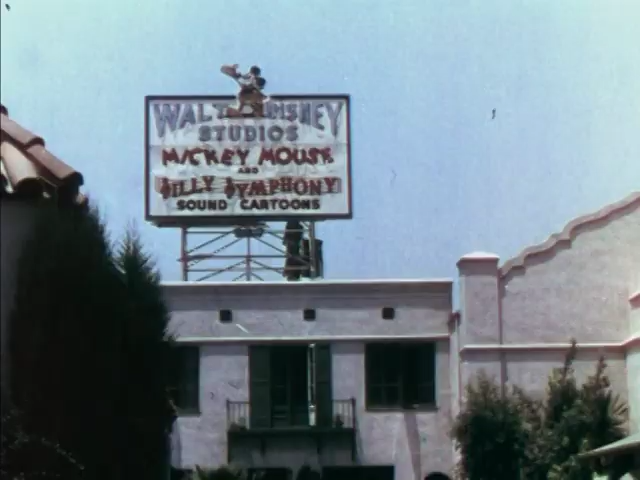 WALT DISNEY
STUDIOS
MICKEY MOUSE
AND
SILLY SYMPHONY
SOUND CARTOONS